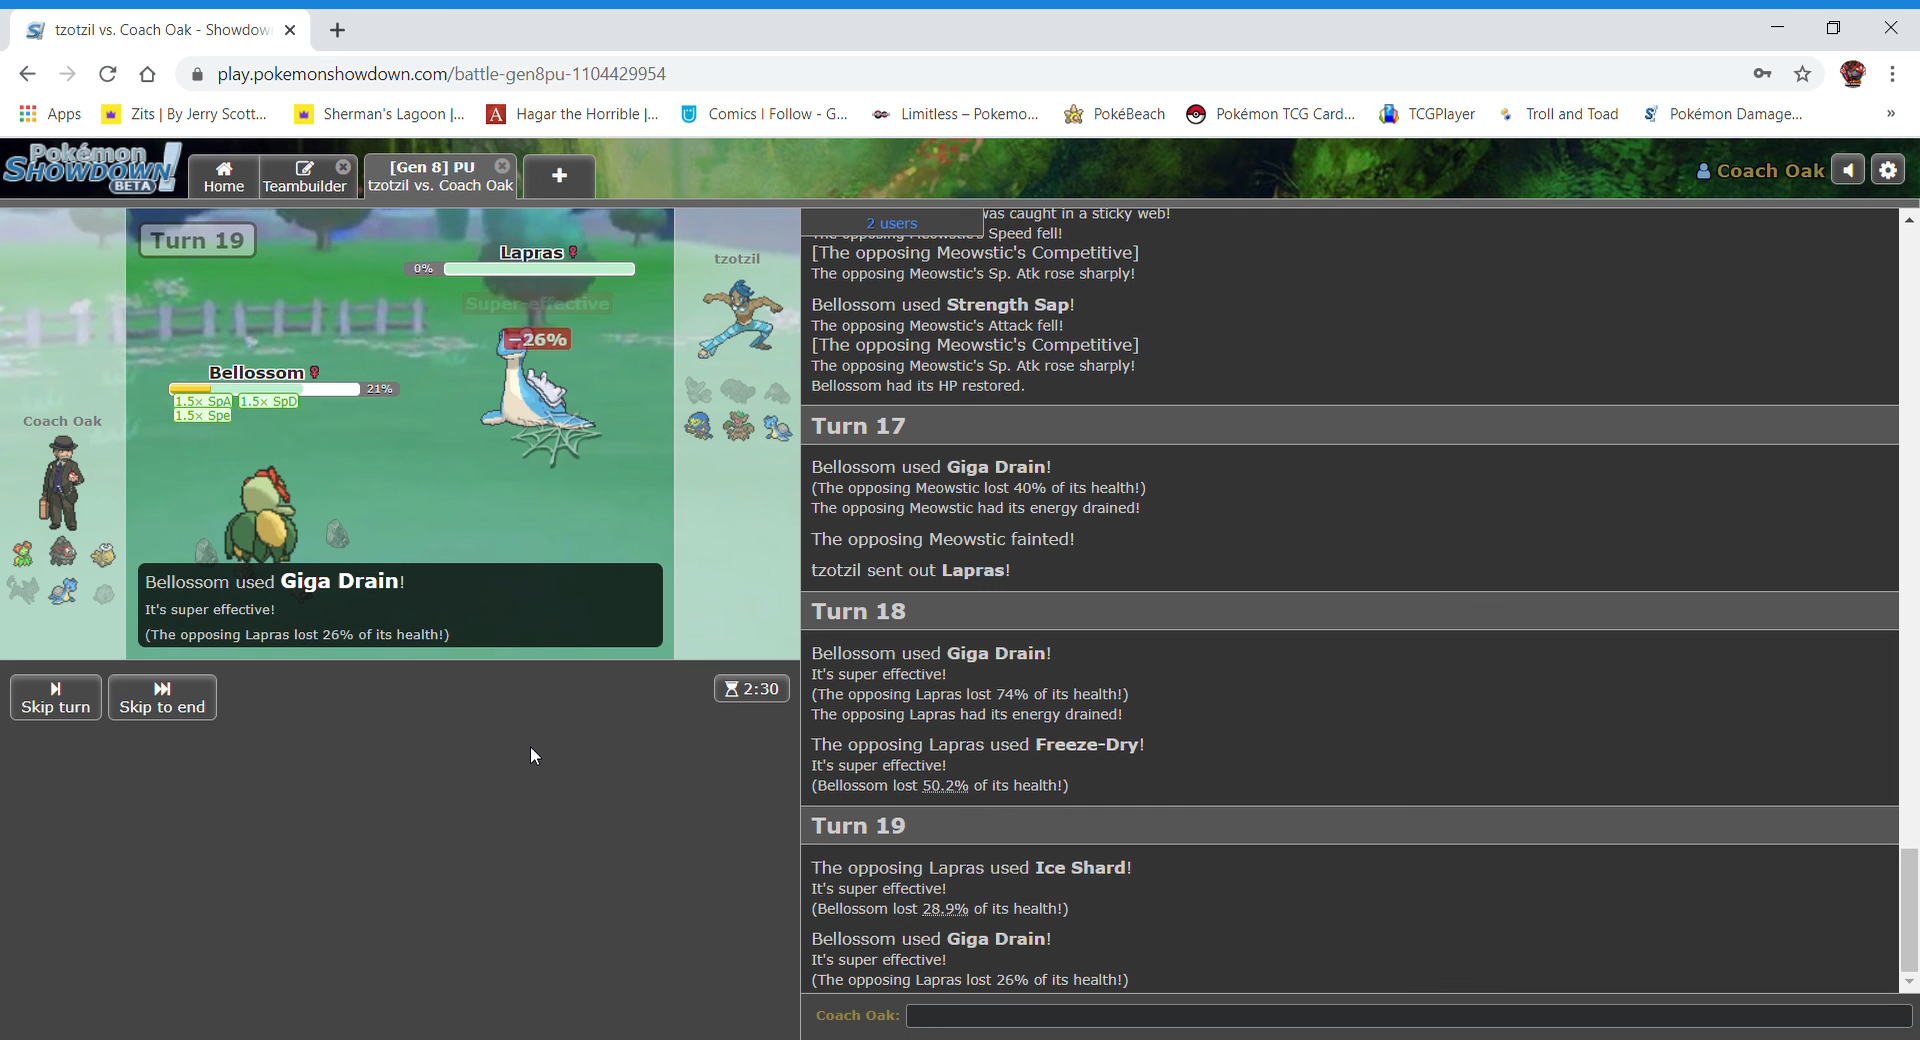 tzotzil vs. Coach Oak - Showdow
play.pokemonshowdown.com/battle-gen8pu-1104429954
Apps
Zits | By Jerry Scott...
Sherman's Lagoon |...
Hagar the Horrible |...
Comics I Follow - G...
Limitless – Pokemo...
PokéBeach
Pokémon TCG Card...
TCGPlayer
Troll and Toad
Pokémon Damage...
»
Pokémon
SHOWDOWN!
BETA
Home
Teambuilder
[Gen 8] PU
tzotzil vs. Coach Oak
Coach Oak
Turn 19
Lapras
0%
Super-effective
−26%
Bellossom
21%
1.5× SpA
1.5× SpD
1.5× Spe
Coach Oak
tzotzil
Bellossom used Giga Drain!
It's super effective!
(The opposing Lapras lost 26% of its health!)
Skip turn
Skip to end
2:30
2 users
was caught in a sticky web!
The opposing Meowstic's Speed fell!
[The opposing Meowstic's Competitive]
The opposing Meowstic's Sp. Atk rose sharply!
Bellossom used Strength Sap!
The opposing Meowstic's Attack fell!
[The opposing Meowstic's Competitive]
The opposing Meowstic's Sp. Atk rose sharply!
Bellossom had its HP restored.
Turn 17
Bellossom used Giga Drain!
(The opposing Meowstic lost 40% of its health!)
The opposing Meowstic had its energy drained!
The opposing Meowstic fainted!
tzotzil sent out Lapras!
Turn 18
Bellossom used Giga Drain!
It's super effective!
(The opposing Lapras lost 74% of its health!)
The opposing Lapras had its energy drained!
The opposing Lapras used Freeze-Dry!
It's super effective!
(Bellossom lost 50.2% of its health!)
Turn 19
The opposing Lapras used Ice Shard!
It's super effective!
(Bellossom lost 28.9% of its health!)
Bellossom used Giga Drain!
It's super effective!
(The opposing Lapras lost 26% of its health!)
Coach Oak: